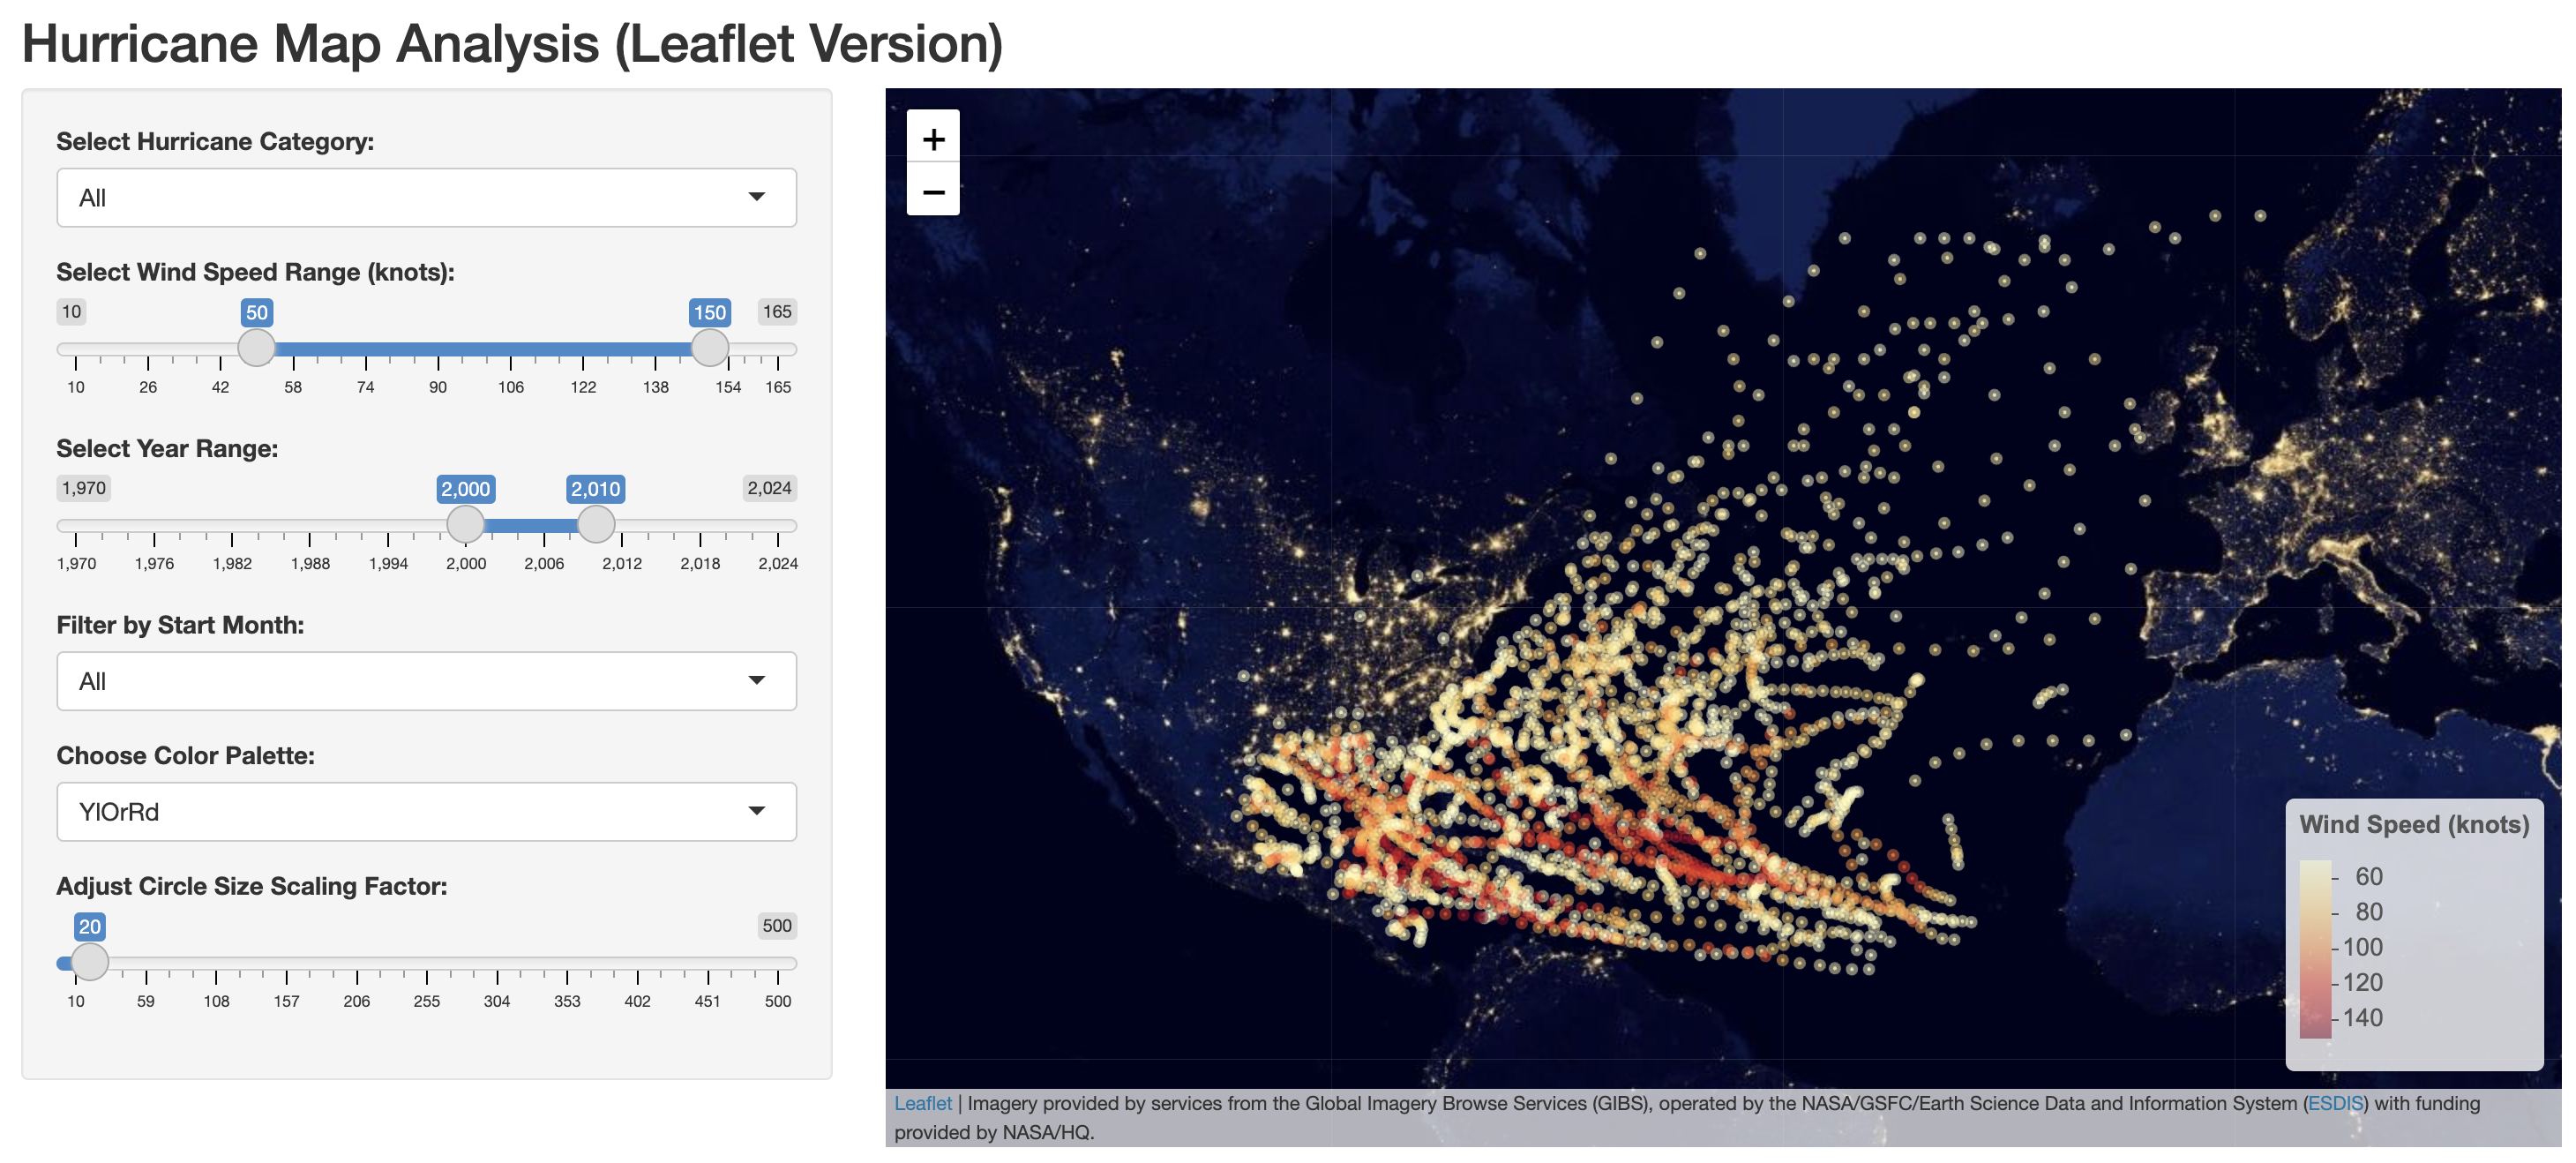 Hurricane Map Analysis (Leaflet Version)
Select Hurricane Category:
All
Select Wind Speed Range (knots):
10 50 150 165
10 26 42 58 74 90 106 122 138 154 165
Select Year Range:
1,970 2,000 2,010 2,024
1,970 1,976 1,982 1,988 1,994 2,000 2,006 2,012 2,018 2,024
Filter by Start Month:
All
Choose Color Palette:
YlOrRd
Adjust Circle Size Scaling Factor:
20 500
10 59 108 157 206 255 304 353 402 451 500
+
−
Wind Speed (knots)
60
80
100
120
140
Leaflet | Imagery provided by services from the Global Imagery Browse Services (GIBS), operated by the NASA/GSFC/Earth Science Data and Information System (ESDIS) with funding
provided by NASA/HQ.